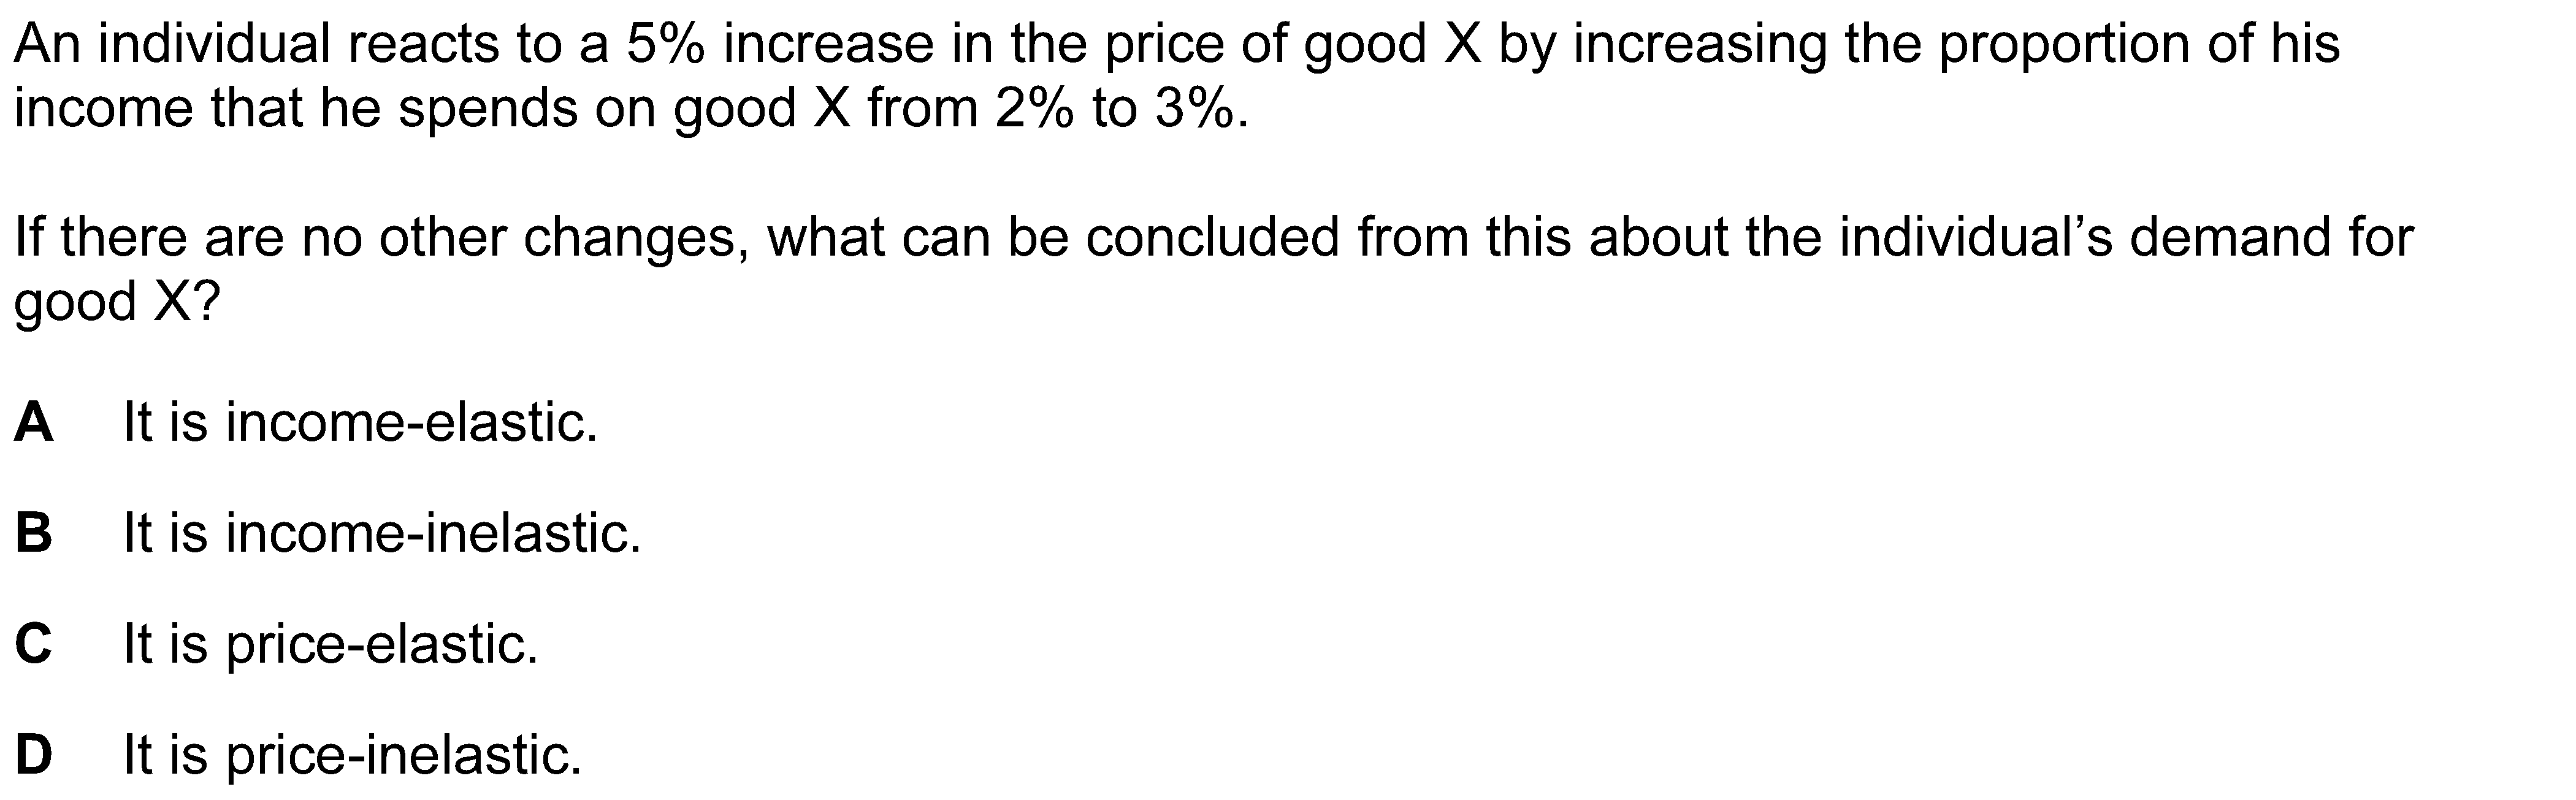 An individual reacts to a 5% increase in the price of good X by increasing the proportion of his
income that he spends on good X from 2% to 3%.
If there are no other changes, what can be concluded from this about the individual’s demand for
good X?
A It is income-elastic.
B It is income-inelastic.
C It is price-elastic.
D It is price-inelastic.